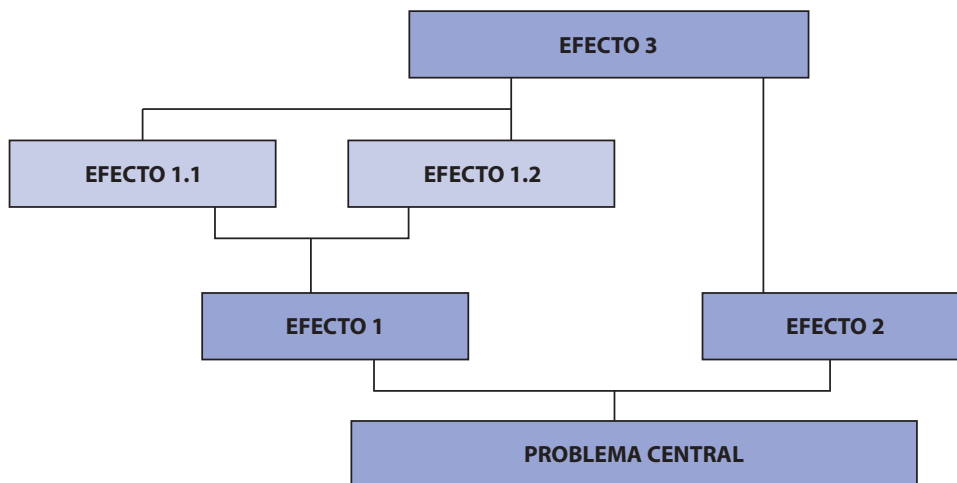 EFECTO 3
EFECTO 1.1
EFECTO 1.2
EFECTO 1
EFECTO 2
PROBLEMA CENTRAL